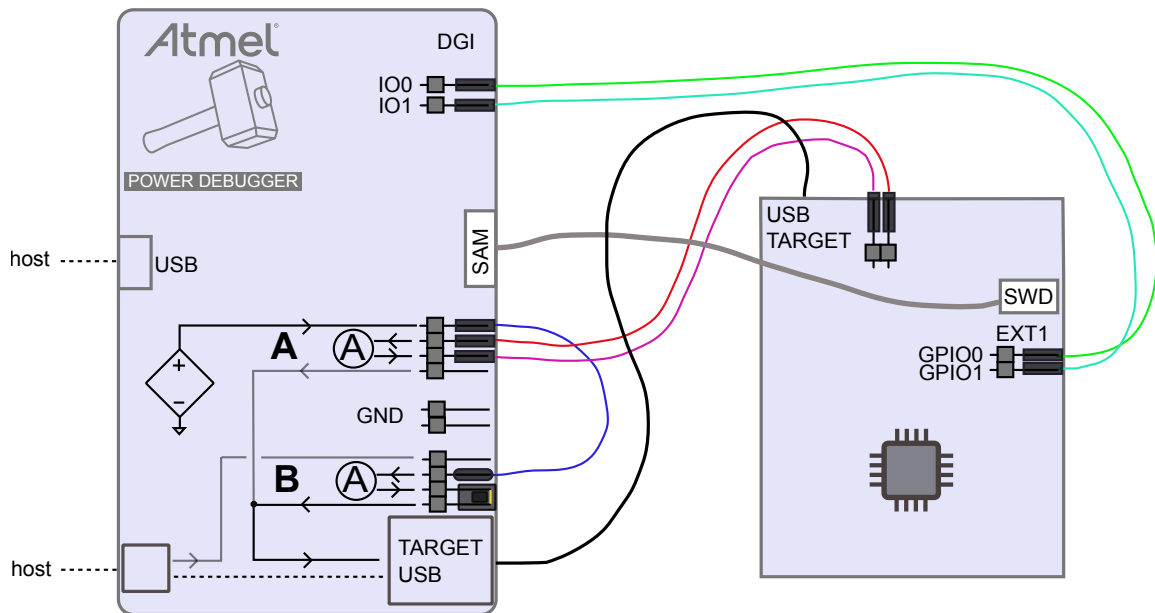 Atmel®
DGI
IO0
IO1
POWER DEBUGGER
USB
TARGET
host
USB
SAM
SWD
EXT1
A
A
GPIO0
GPIO1
+
−
GND
B
A
TARGET
USB
host